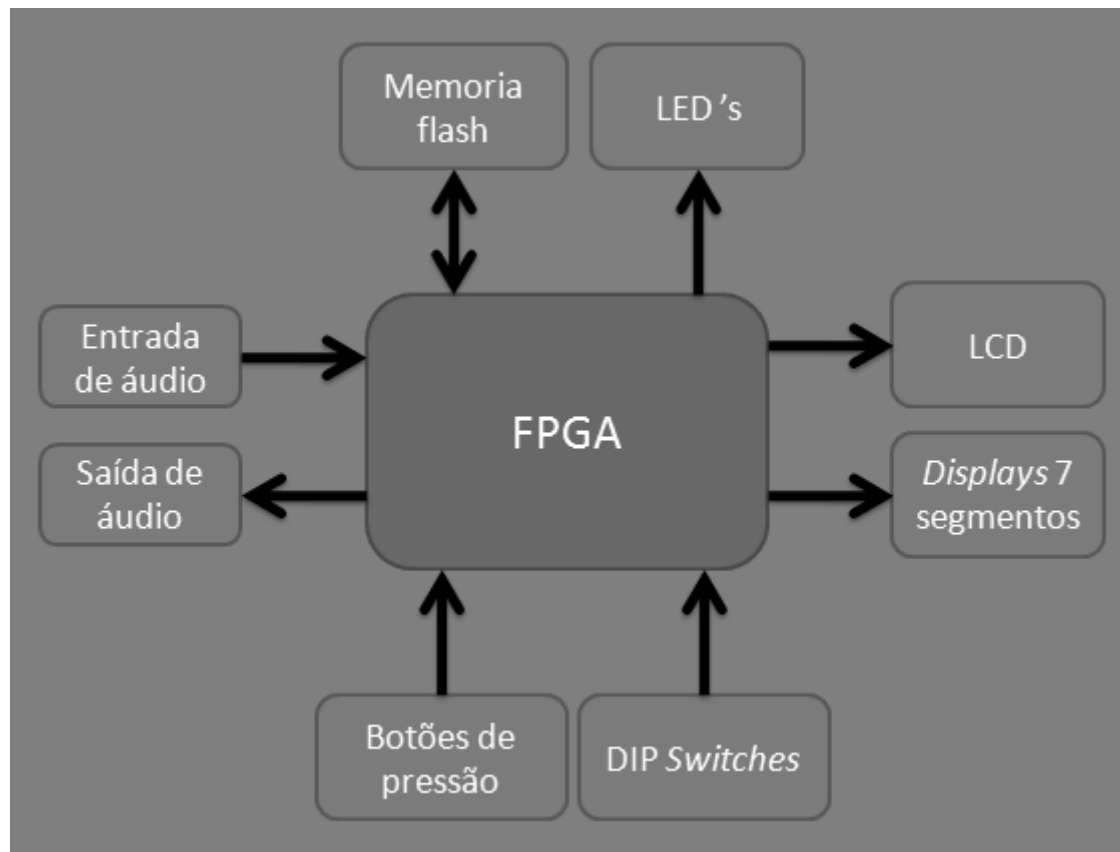 Memoria
flash
LED 's
Entrada
de áudio
LCD
FPGA
Saída de
áudio
Displays 7
segmentos
Botões de
pressão
DIP Switches